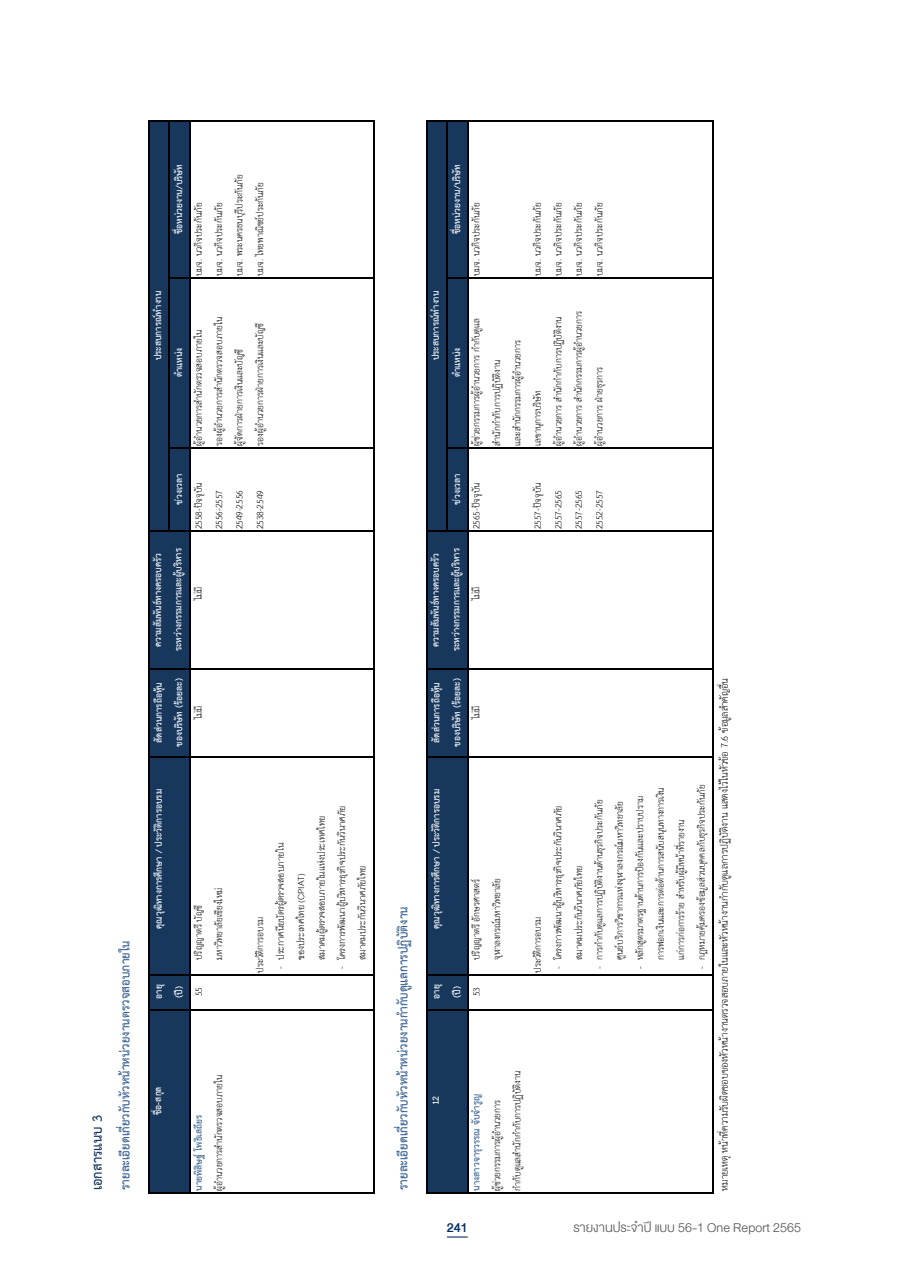 เอกสารแนบ 3
รายละเอียดเกี่ยวกับหัวหน้าหน่วยงานตรวจสอบภายใน
ชื่อ-สกุล
อายุ
(ปี)
คุณวุฒิทางการศึกษา / ประวัติการอบรม
สัดส่วนการถือหุ้น
ของบริษัท (ร้อยละ)
ความสัมพันธ์ทางครอบครัว
ระหว่างกรรมการและผู้บริหาร
ประสบการณ์ทำงาน
ช่วงเวลา
ตำแหน่ง
ชื่อหน่วยงาน/บริษัท
นายพิสิษฐ์ โพธิเสถียร
ผู้อำนวยการสำนักตรวจสอบภายใน
55
ปริญญาตรี บัญชี
มหาวิทยาลัยเชียงใหม่
ประวัติการอบรม
- ประกาศนียบัตรผู้ตรวจสอบภายใน
ของประเทศไทย (CPIAT)
สมาคมผู้ตรวจสอบภายในแห่งประเทศไทย
- โครงการพัฒนาผู้บริหารธุรกิจประกันวินาศภัย
สมาคมประกันวินาศภัยไทย
ไม่มี
ไม่มี
2558-ปัจจุบัน ผู้อำนวยการสำนักตรวจสอบภายใน บมจ. นวกิจประกันภัย
2556-2557 รองผู้อำนวยการสำนักตรวจสอบภายใน บมจ. นวกิจประกันภัย
2549-2556 ผู้จัดการฝ่ายการเงินและบัญชี บมจ. พระนครธนบุรีประกันภัย
2538-2549 รองผู้อำนวยการฝ่ายการเงินและบัญชี บมจ. ไทยพาณิชย์ประกันภัย
รายละเอียดเกี่ยวกับหัวหน้าหน่วยงานกำกับดูแลการปฏิบัติงาน
12
อายุ
(ปี)
คุณวุฒิทางการศึกษา / ประวัติการอบรม
สัดส่วนการถือหุ้น
ของบริษัท (ร้อยละ)
ความสัมพันธ์ทางครอบครัว
ระหว่างกรรมการและผู้บริหาร
ประสบการณ์ทำงาน
ช่วงเวลา
ตำแหน่ง
ชื่อหน่วยงาน/บริษัท
นางสาวจารุวรรณ จับจำรูญ
ผู้ช่วยกรรมการผู้อำนวยการ
กำกับดูแลสำนักกำกับการปฏิบัติงาน
53
ปริญญาตรี อักษรศาสตร์
จุฬาลงกรณ์มหาวิทยาลัย
ประวัติการอบรม
- โครงการพัฒนาผู้บริหารธุรกิจประกันวินาศภัย
สมาคมประกันวินาศภัยไทย
- การกำกับดูแลการปฏิบัติงานด้านธุรกิจประกันภัย
ศูนย์บริการวิชาการแห่งจุฬาลงกรณ์มหาวิทยาลัย
- หลักสูตรมาตรฐานด้านการป้องกันและปราบปราม
การฟอกเงินและการต่อต้านการสนับสนุนทางการเงิน
แก่การก่อการร้าย สำหรับผู้มีหน้าที่รายงาน
- กฎหมายคุ้มครองข้อมูลส่วนบุคคลกับธุรกิจประกันภัย
ไม่มี
ไม่มี
2565-ปัจจุบัน ผู้ช่วยกรรมการผู้อำนวยการ กำกับดูแล บมจ. นวกิจประกันภัย
สำนักกำกับการปฏิบัติงาน
และสำนักกรรมการผู้อำนวยการ
2557-ปัจจุบัน เลขานุการบริษัท บมจ. นวกิจประกันภัย
2557-2565 ผู้อำนวยการ สำนักกำกับการปฏิบัติงาน บมจ. นวกิจประกันภัย
2557-2565 ผู้อำนวยการ สำนักกรรมการผู้อำนวยการ บมจ. นวกิจประกันภัย
2552-2557 ผู้อำนวยการ ฝ่ายธุรการ บมจ. นวกิจประกันภัย
หมายเหตุ หน้าที่ความรับผิดชอบของหัวหน้างานตรวจสอบภายในและหัวหน้างานกำกับดูแลการปฏิบัติงาน แสดงไว้ในหัวข้อ 7.6 ข้อมูลสำคัญอื่น
241
รายงานประจำปี แบบ 56-1 One Report 2565